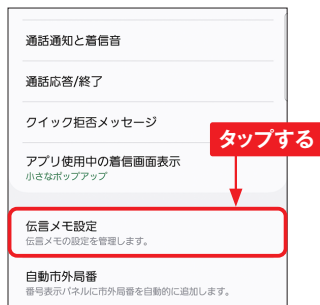 通話通知と着信音
通話応答/終了
クイック拒否メッセージ
タップする
アプリ使用中の着信画面表示
小さなポップアップ
伝言メモ設定
伝言メモの設定を管理します。
自動市外局番
番号表示パネルに市外局番を自動的に追加します。